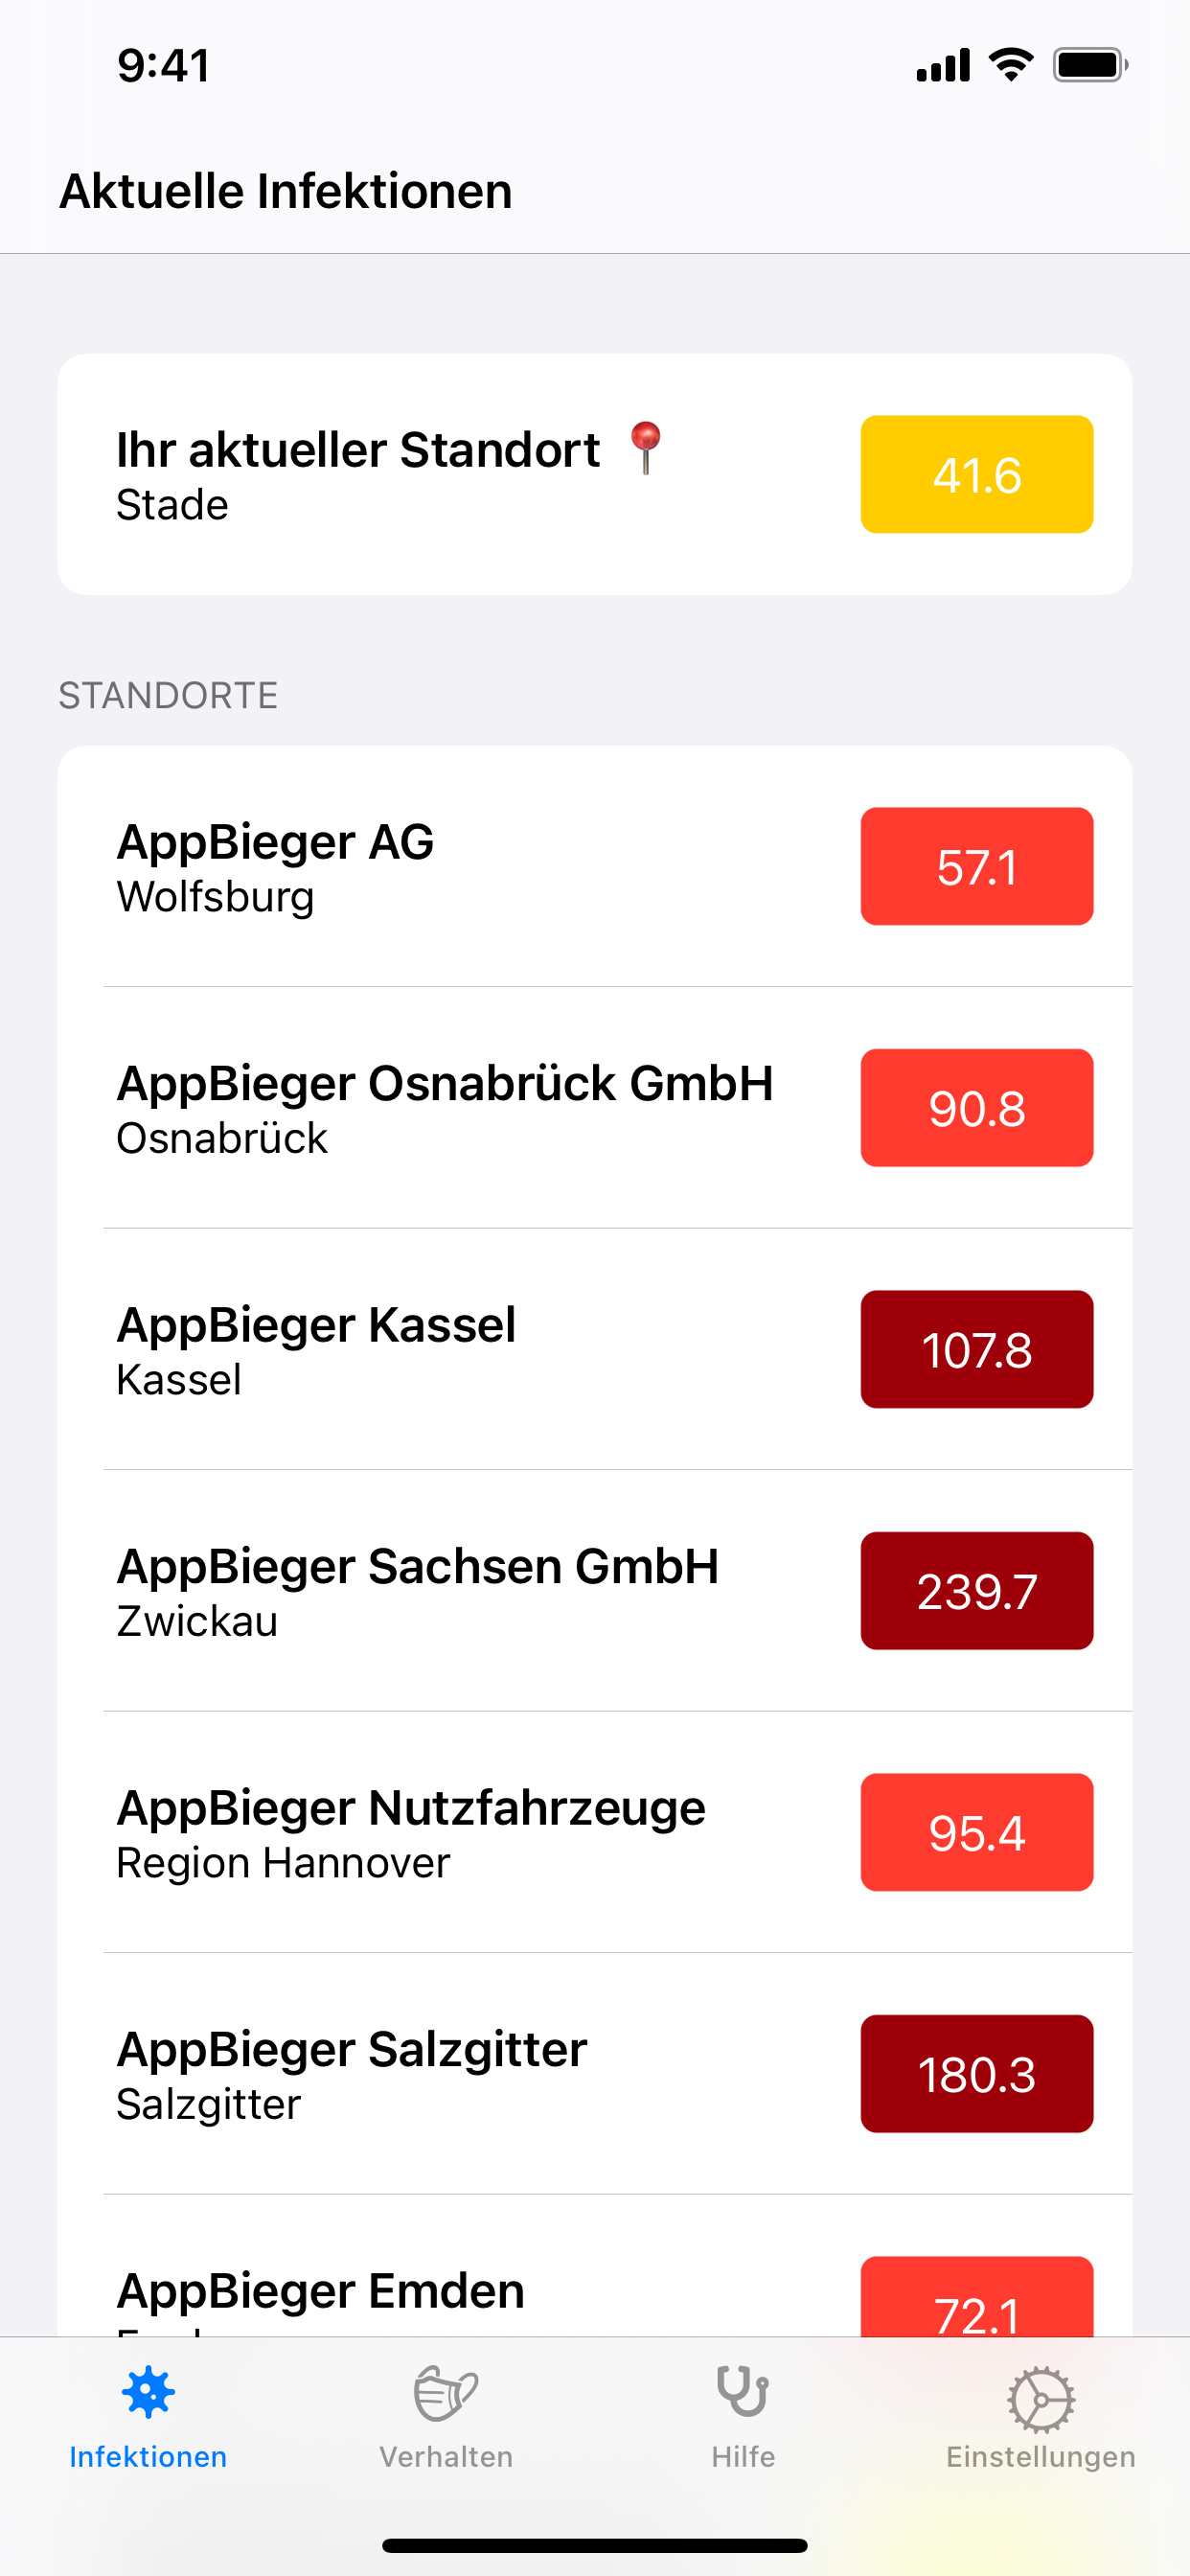 9:41
Aktuelle Infektionen
Ihr aktueller Standort
Stade
41.6
STANDORTE
AppBieger AG
Wolfsburg
57.1
AppBieger Osnabrück GmbH
Osnabrück
90.8
AppBieger Kassel
Kassel
107.8
AppBieger Sachsen GmbH
Zwickau
239.7
AppBieger Nutzfahrzeuge
Region Hannover
95.4
AppBieger Salzgitter
Salzgitter
180.3
AppBieger Emden
72.1
Infektionen
Verhalten
Hilfe
Einstellungen